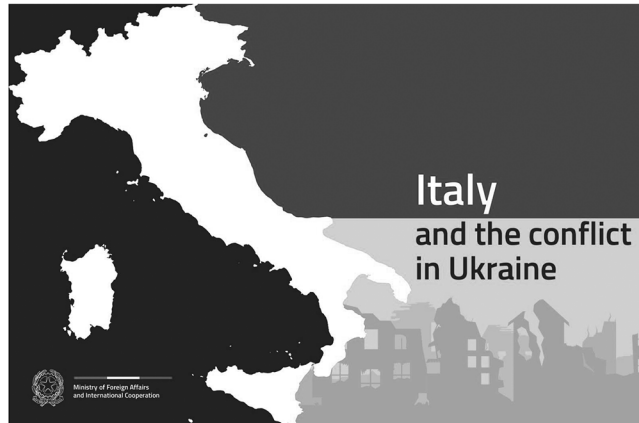 Italy
and the conflict
in Ukraine
Ministry of Foreign Affairs
and International Cooperation